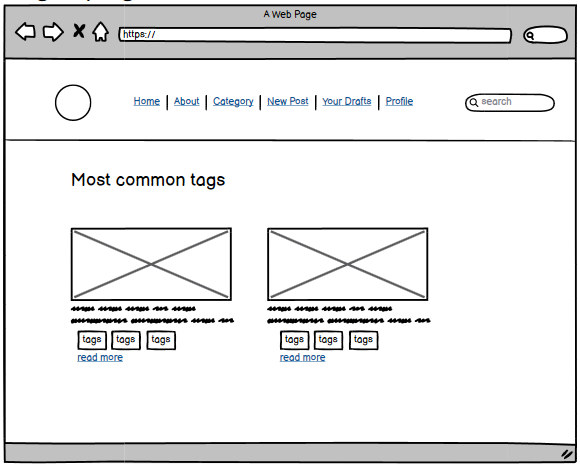 A Web Page
https://
Home | About | Category | New Post | Your Drafts | Profile
search
Most common tags
tags tags tags
read more
tags tags tags
read more